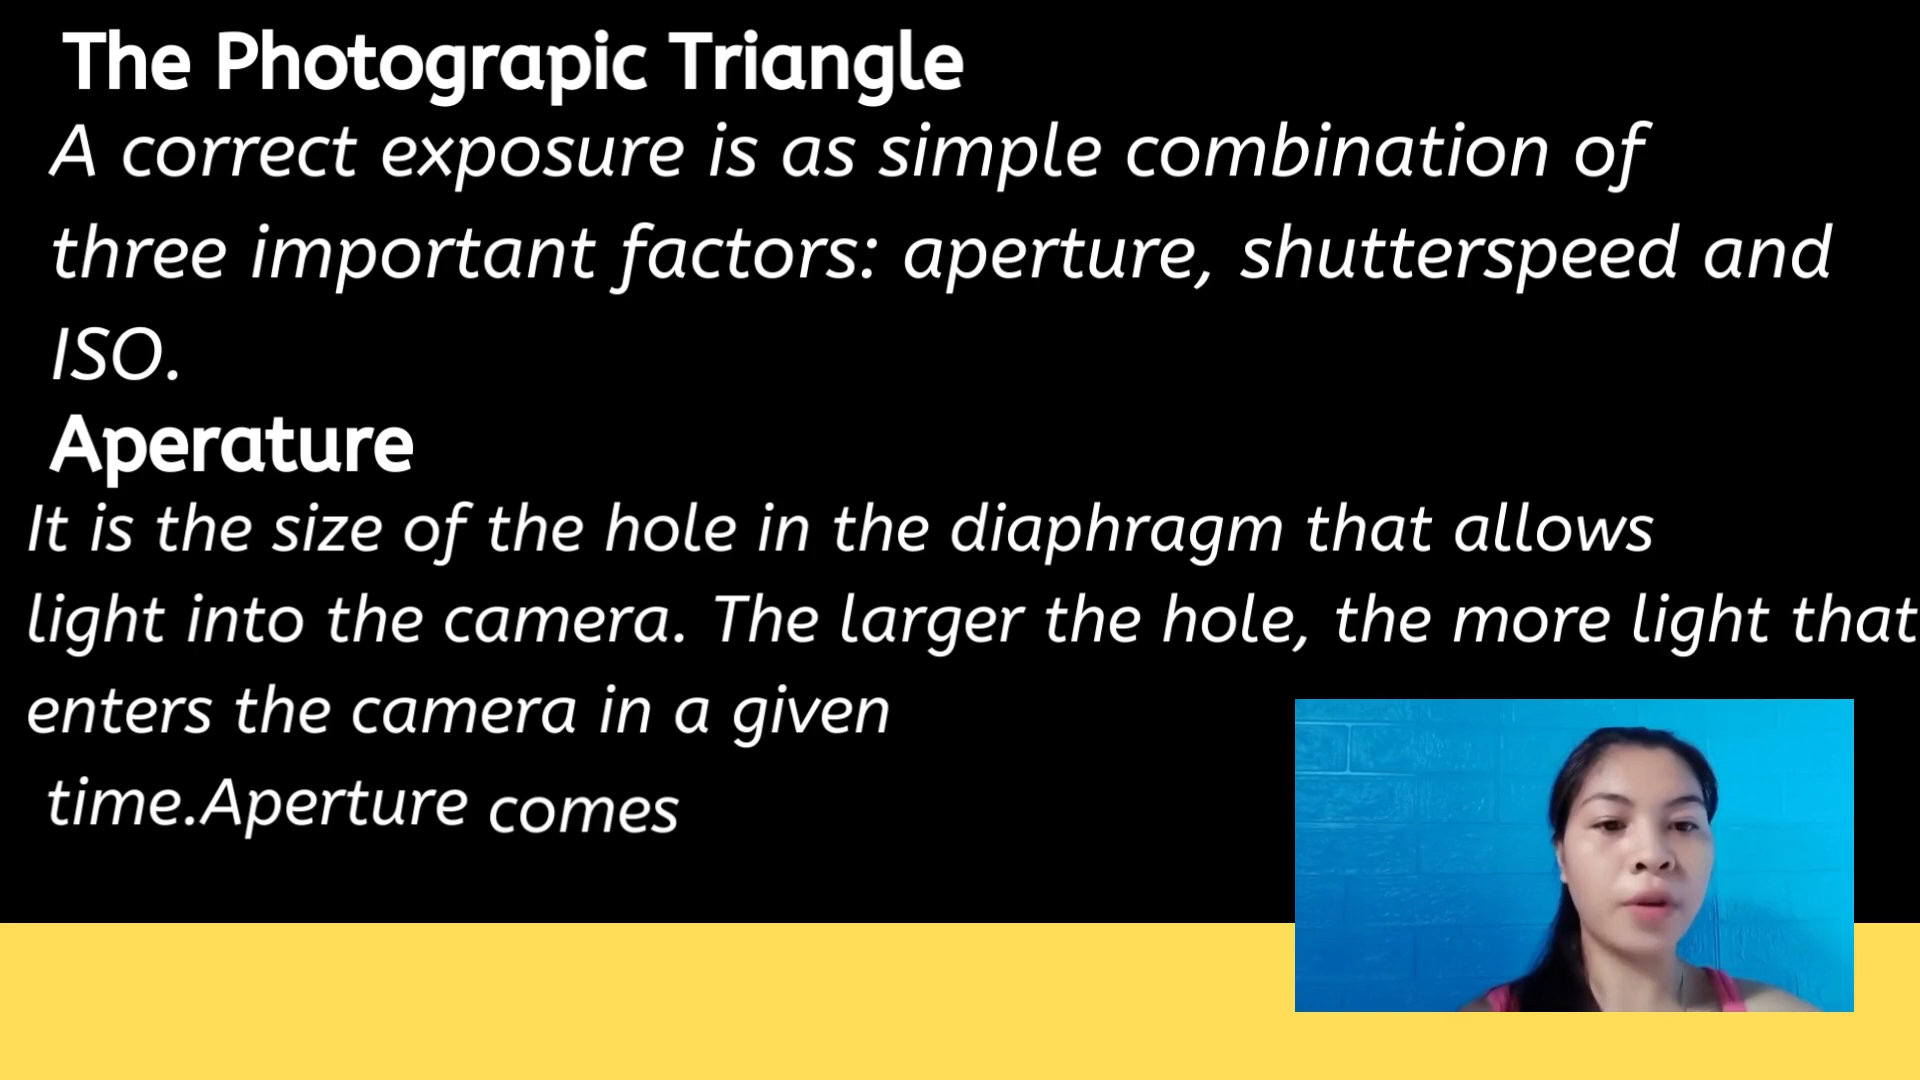 The Photograpic Triangle
A correct exposure is as simple combination of
three important factors: aperture, shutterspeed and
ISO.
Aperature
It is the size of the hole in the diaphragm that allows
light into the camera. The larger the hole, the more light that
enters the camera in a given
time.Aperture comes